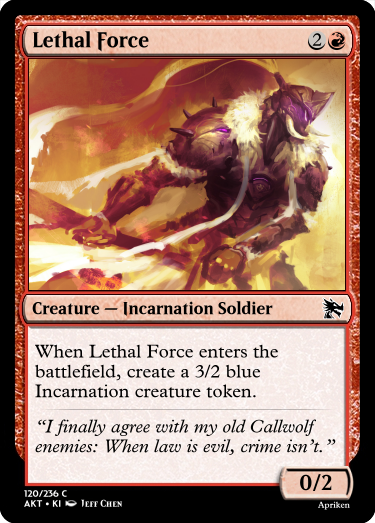 Lethal Force 2
Creature — Incarnation Soldier
When Lethal Force enters the
battlefield, create a 3/2 blue
Incarnation creature token.
“I finally agree with my old Callwolf
enemies: When law is evil, crime isn’t.”
0/2
120/236 C
AKT • KI Jeff Chen
Apriken